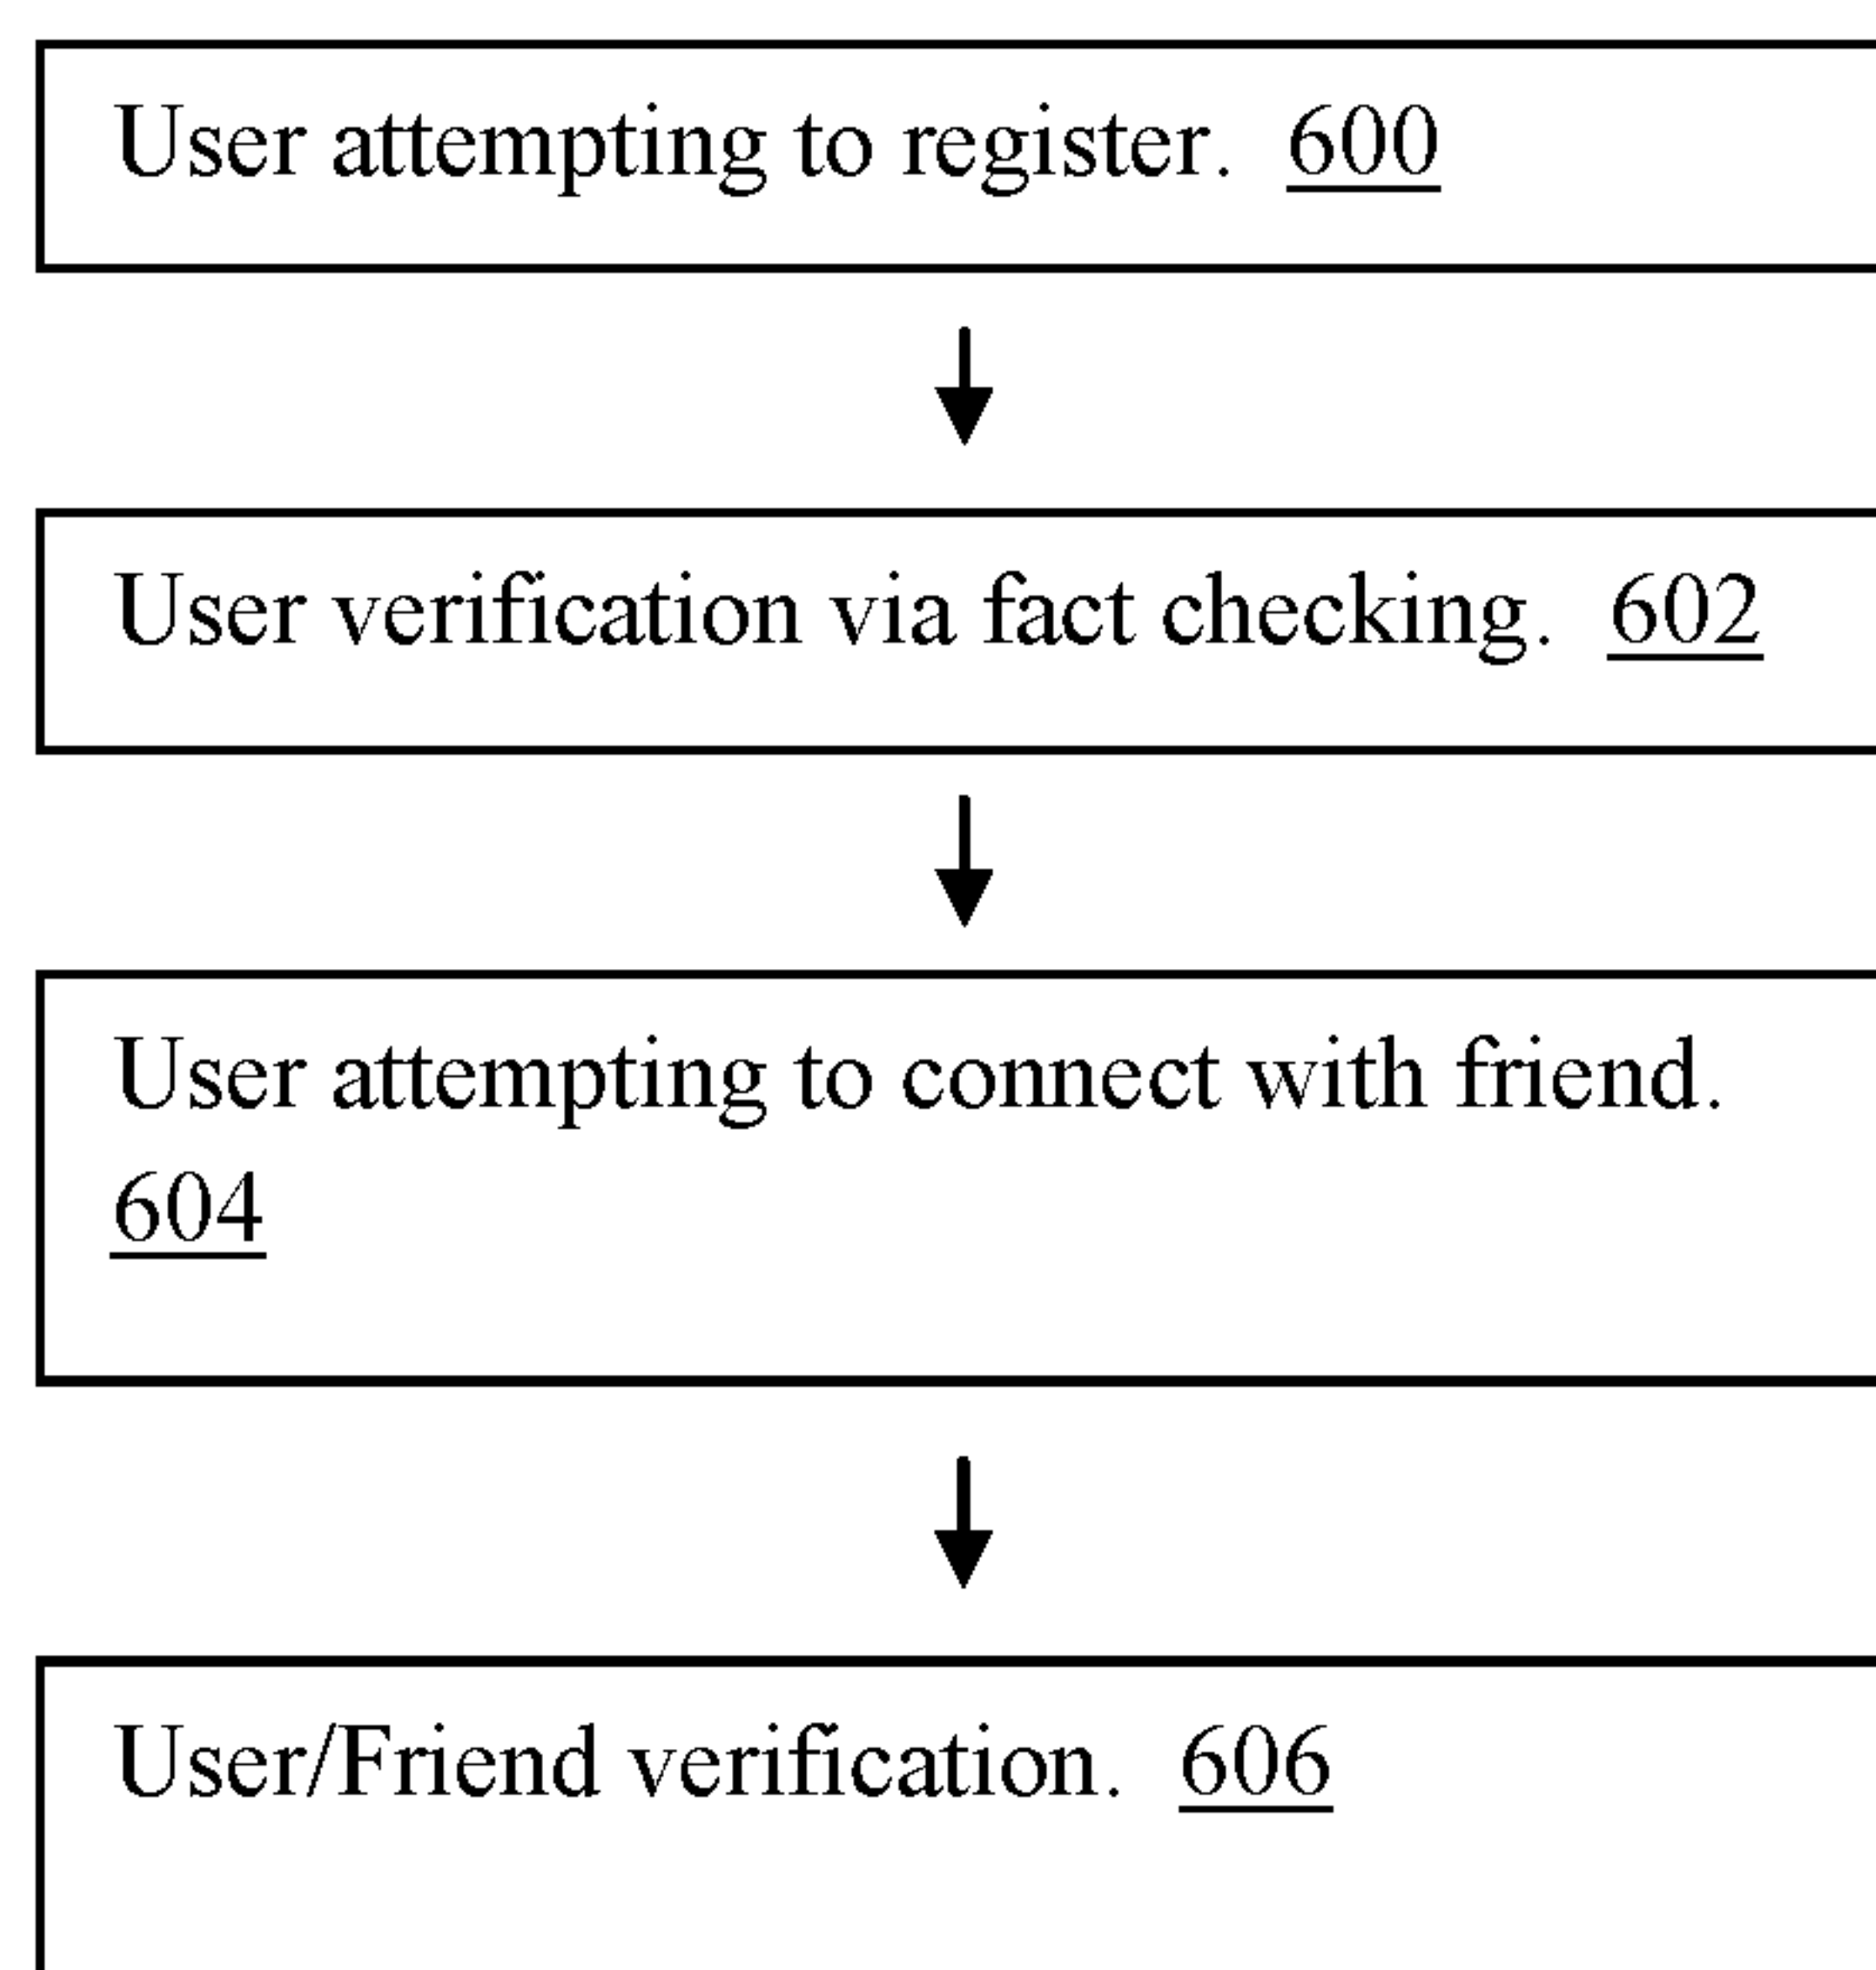 User attempting to register. 600
User verification via fact checking. 602
User attempting to connect with friend.
604
User/Friend verification. 606